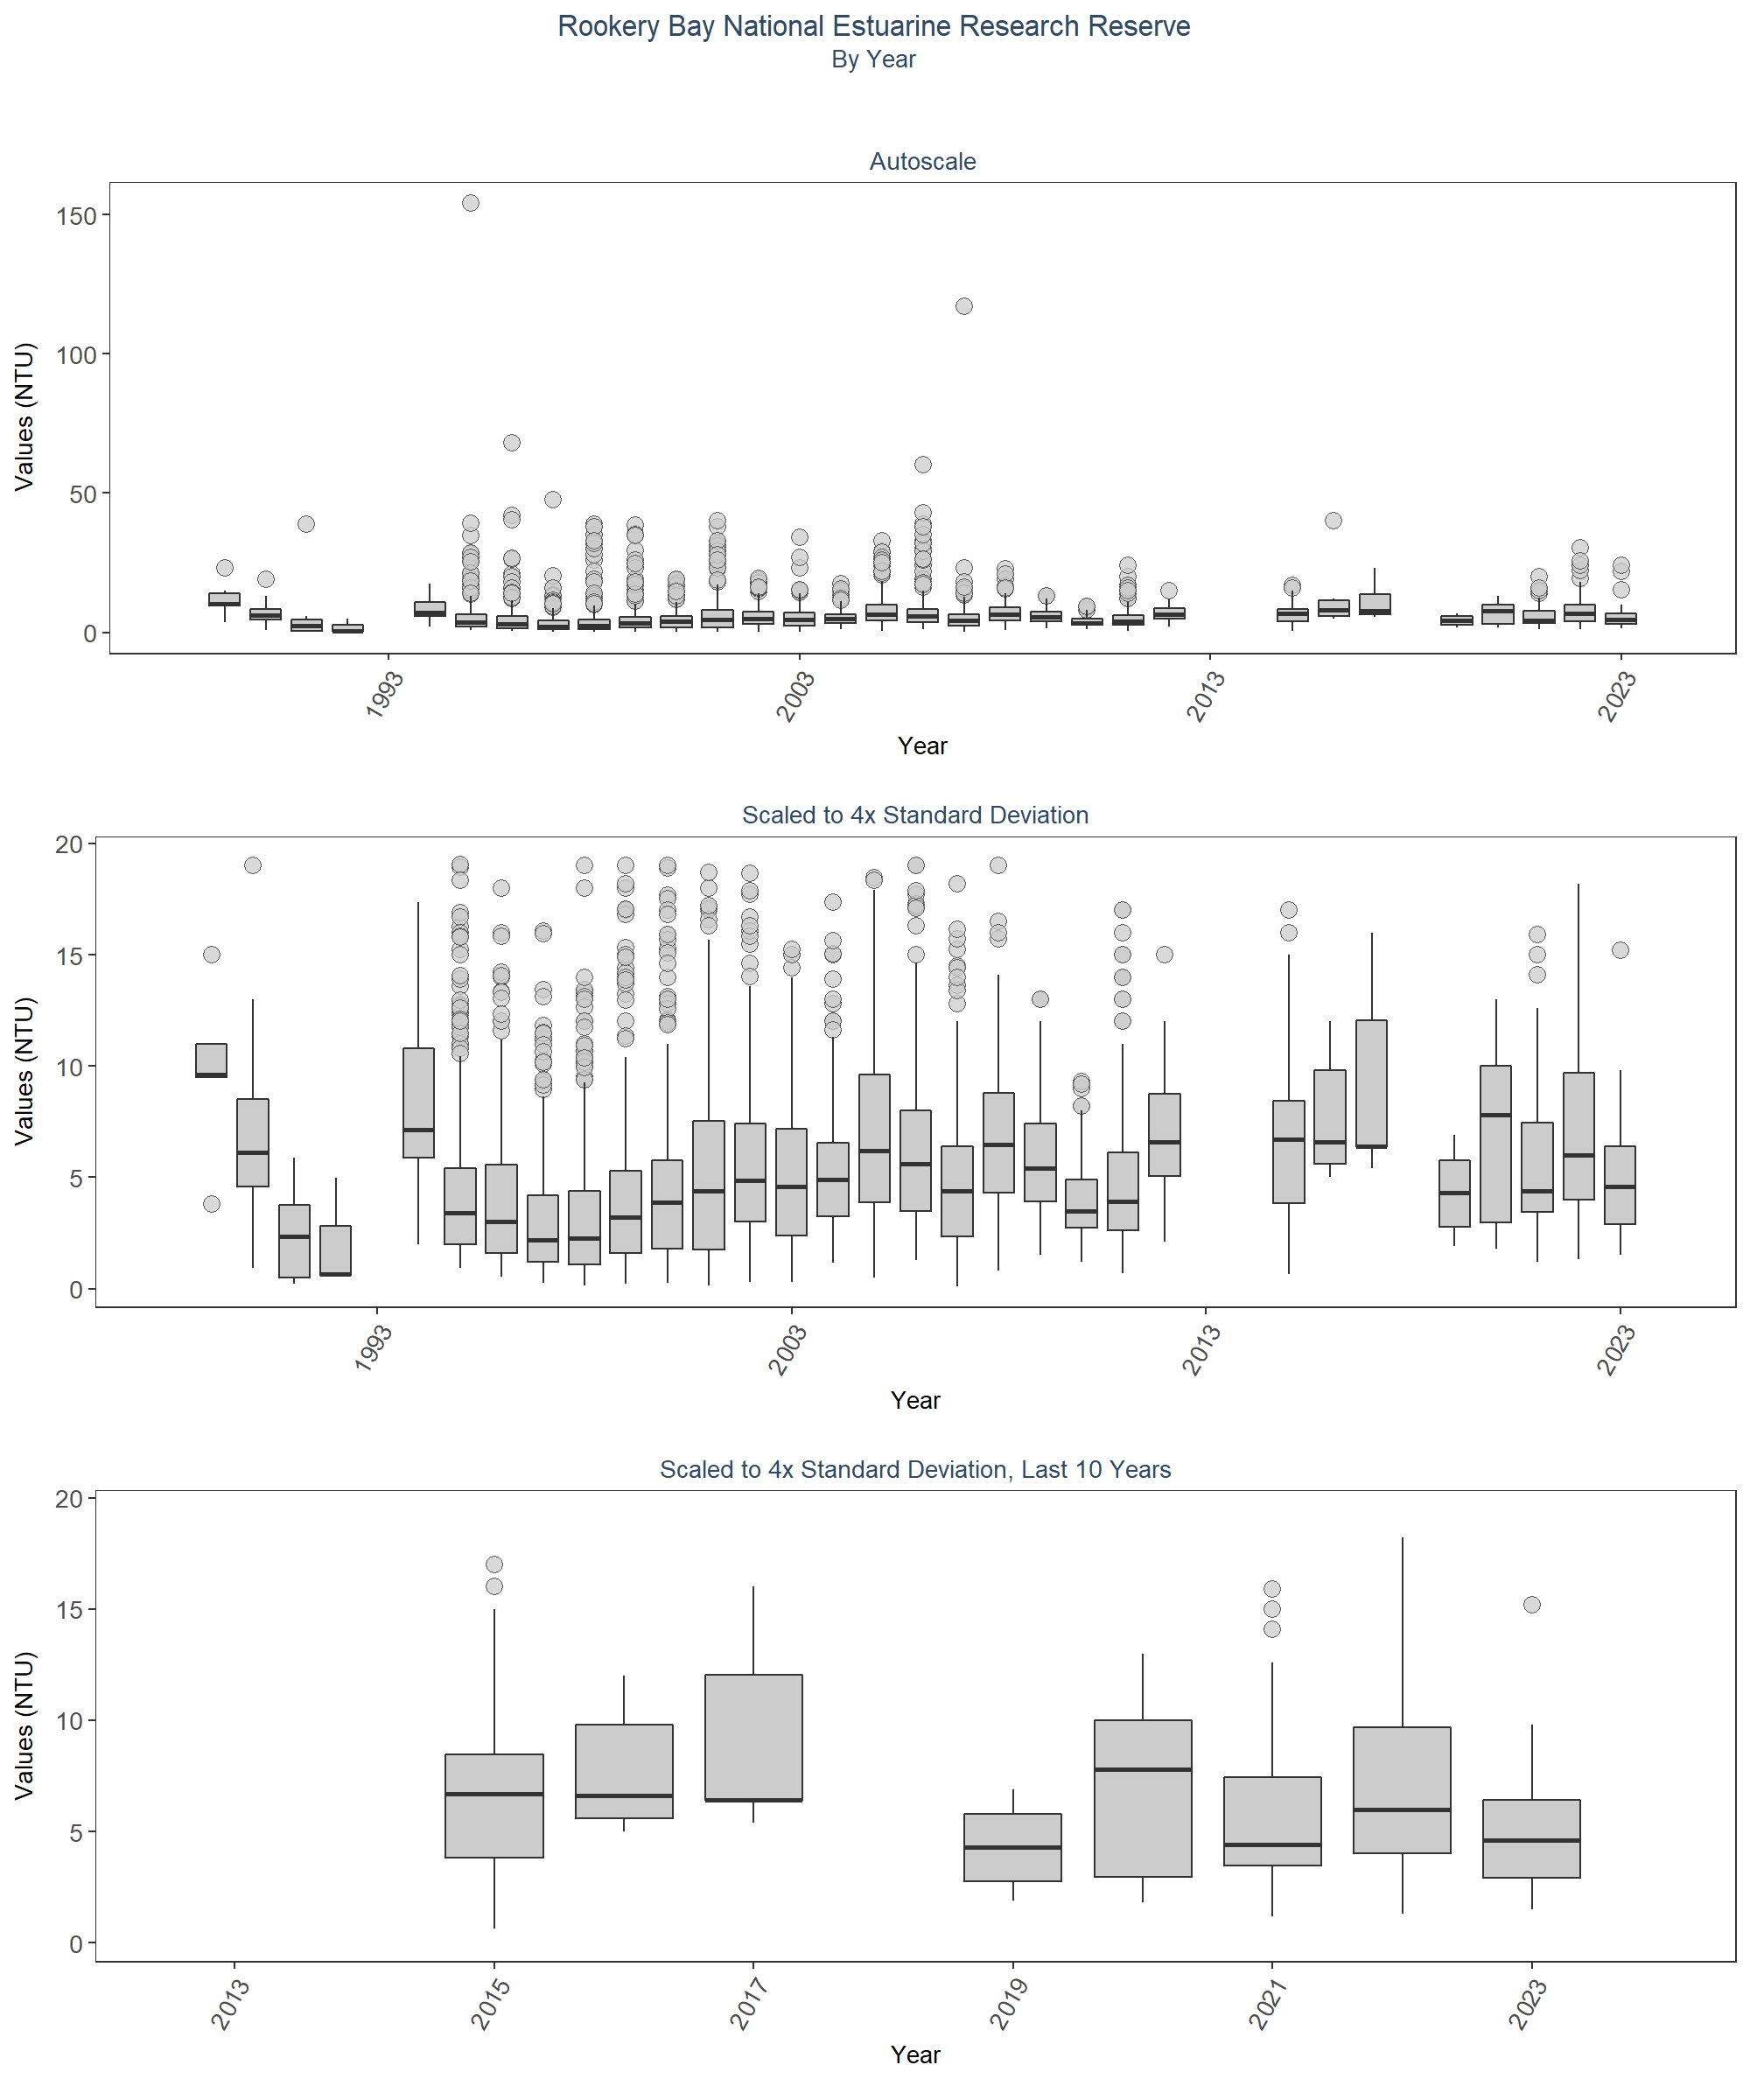 Rookery Bay National Estuarine Research Reserve
By Year
Autoscale
Values (NTU)
150
100
50
0
1993
2003
2013
2023
Year
Scaled to 4x Standard Deviation
Values (NTU)
20
15
10
5
0
1993
2003
2013
2023
Year
Scaled to 4x Standard Deviation, Last 10 Years
Values (NTU)
20
15
10
5
0
2013
2015
2017
2019
2021
2023
Year